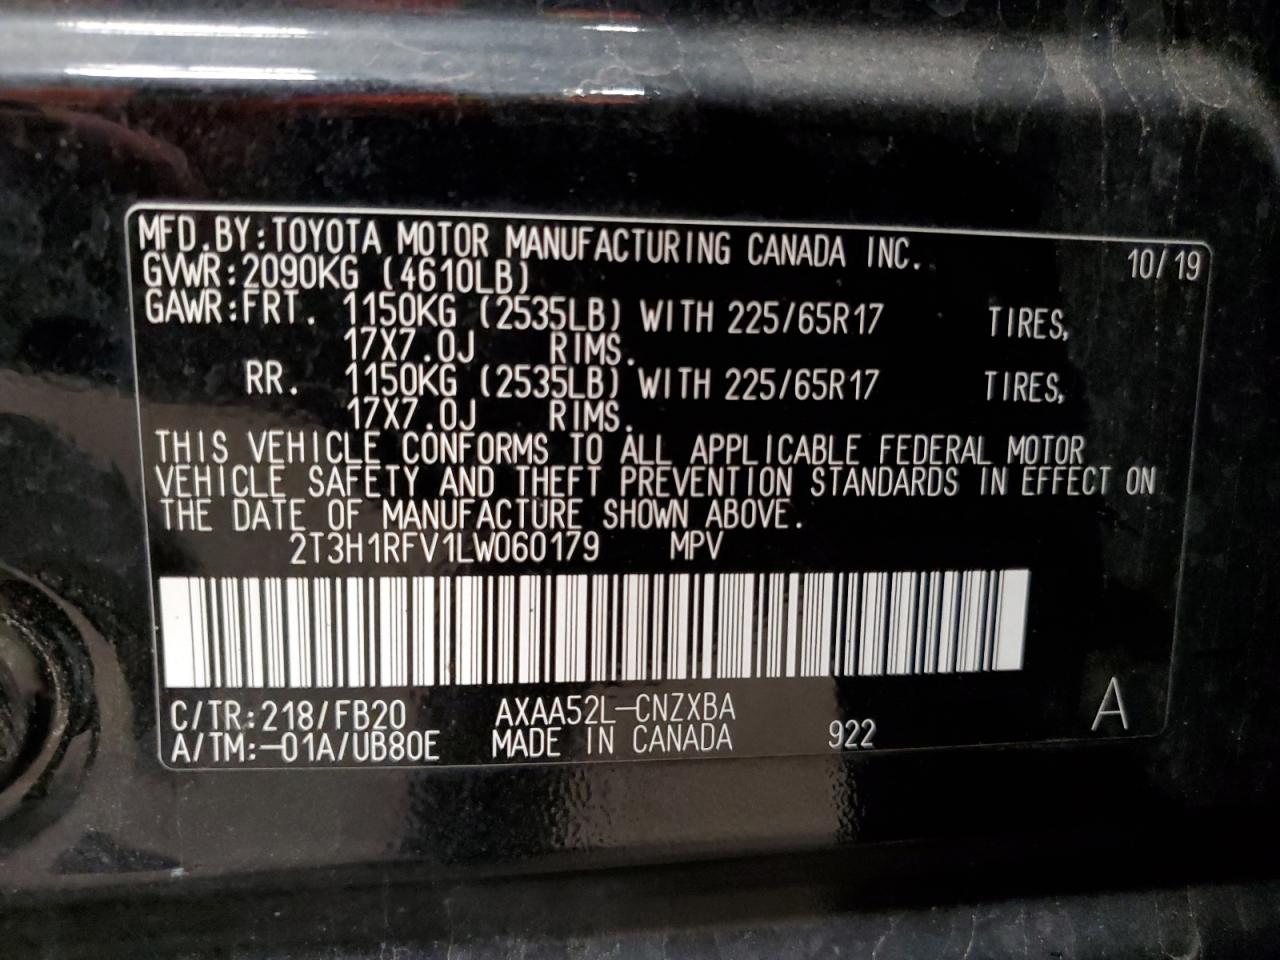 MFD.BY:TOYOTA MOTOR MANUFACTURING CANADA INC. 10/19
GVWR:2090KG (4610LB)
GAWR:FRT. 1150KG (2535LB) WITH 225/65R17 TIRES,
17X7.0J RIMS.
RR. 1150KG (2535LB) WITH 225/65R17 TIRES,
17X7.0J RIMS.
THIS VEHICLE CONFORMS TO ALL APPLICABLE FEDERAL MOTOR
VEHICLE SAFETY AND THEFT PREVENTION STANDARDS IN EFFECT ON
THE DATE OF MANUFACTURE SHOWN ABOVE.
2T3H1RFV1LW060179 MPV
C/TR:218/FB20 AXAA52L-CNZXBA A
A/TM:-01A/UB80E MADE IN CANADA 922